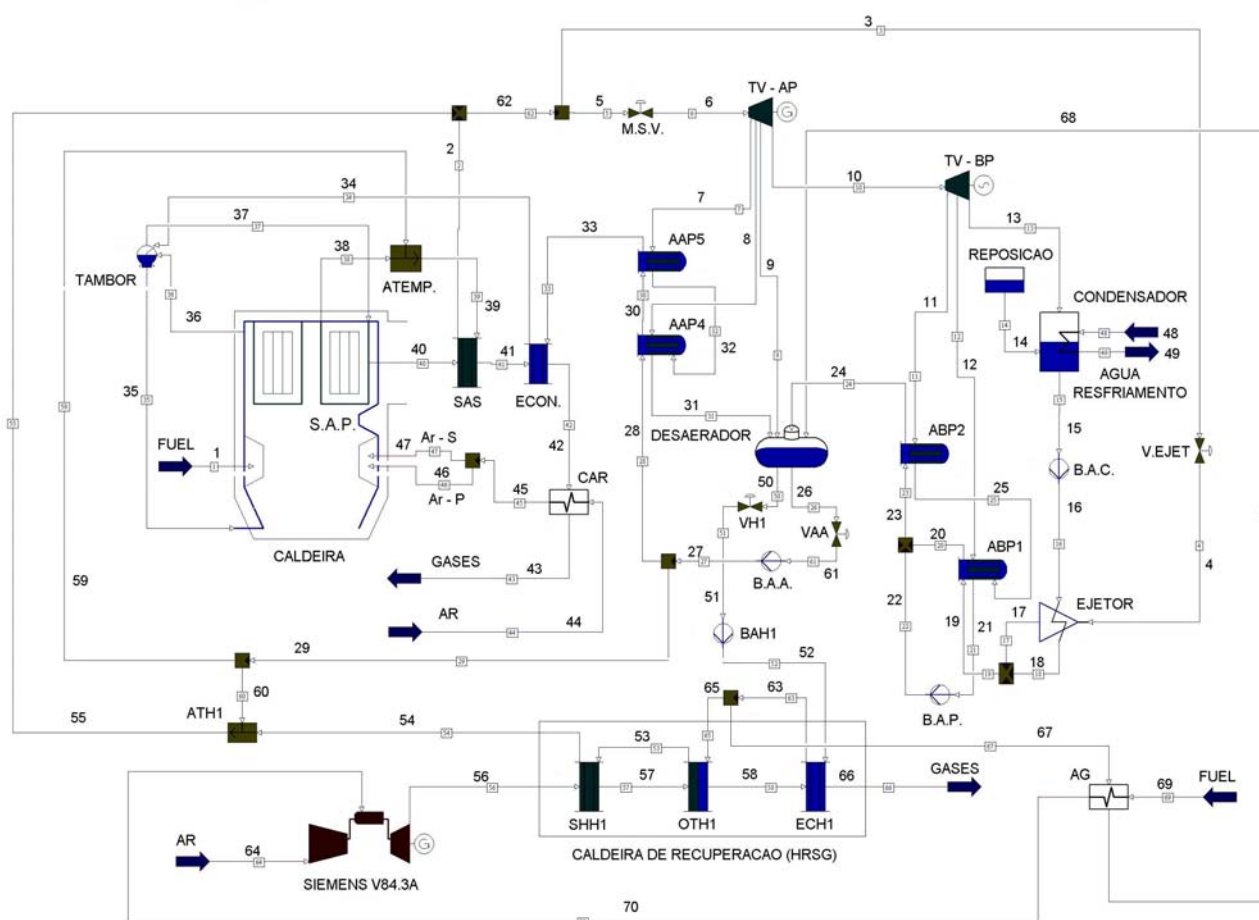 3
TV - AP
62
5
6
M.S.V.
68
2
10
TV - BP
34
7
13
37
33
8
REPOSICAO
38
AAP5
9
CONDENSADOR
TAMBOR
ATEMP.
39
30
11
14
48
36
AAP4
49
40
41
32
12
AGUA
RESFRIAMENTO
35
S.A.P.
SAS
ECON.
31
24
15
FUEL
1
47
Ar - S
42
28
DESAERADOR
ABP2
V.EJET
46
CAR
50
26
25
B.A.C.
Ar - P
45
VH1
VAA
23
16
CALDEIRA
20
ABP1
GASES
43
27
B.A.A.
61
59
51
22
4
AR
44
19
21
17
EJETOR
29
BAH1
52
18
60
65
63
B.A.P.
ATH1
55
54
53
67
56
57
58
66
GASES
AG
69
FUEL
SHH1
OTH1
ECH1
AR
64
CALDEIRA DE RECUPERACAO (HRSG)
SIEMENS V84.3A
70